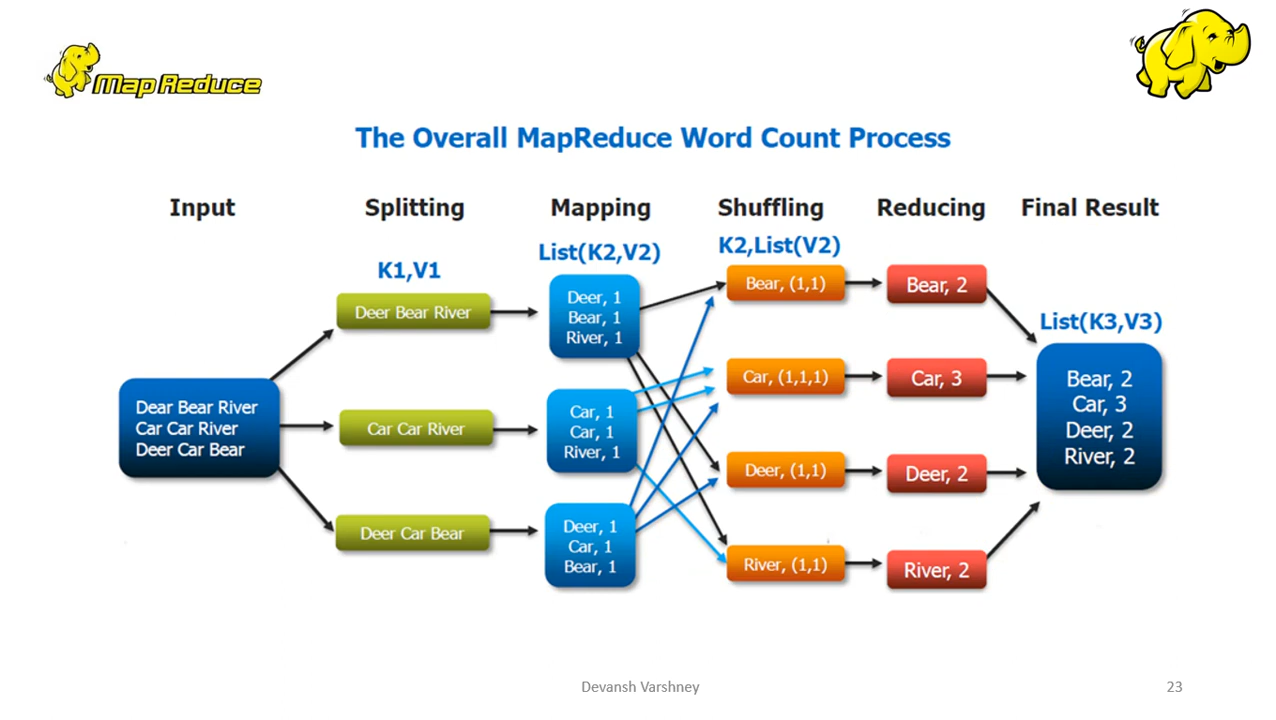 Map Reduce
The Overall MapReduce Word Count Process
Input
Splitting
Mapping
Shuffling
Reducing
Final Result
K1,V1
List(K2,V2)
K2,List(V2)
List(K3,V3)
Dear Bear River
Car Car River
Deer Car Bear
Deer Bear River
Car Car River
Deer Car Bear
Deer, 1
Bear, 1
River, 1
Car, 1
Car, 1
River, 1
Deer, 1
Car, 1
Bear, 1
Bear, (1,1)
Car, (1,1,1)
Deer, (1,1)
River, (1,1)
Bear, 2
Car, 3
Deer, 2
River, 2
Bear, 2
Car, 3
Deer, 2
River, 2
Devansh Varshney
23